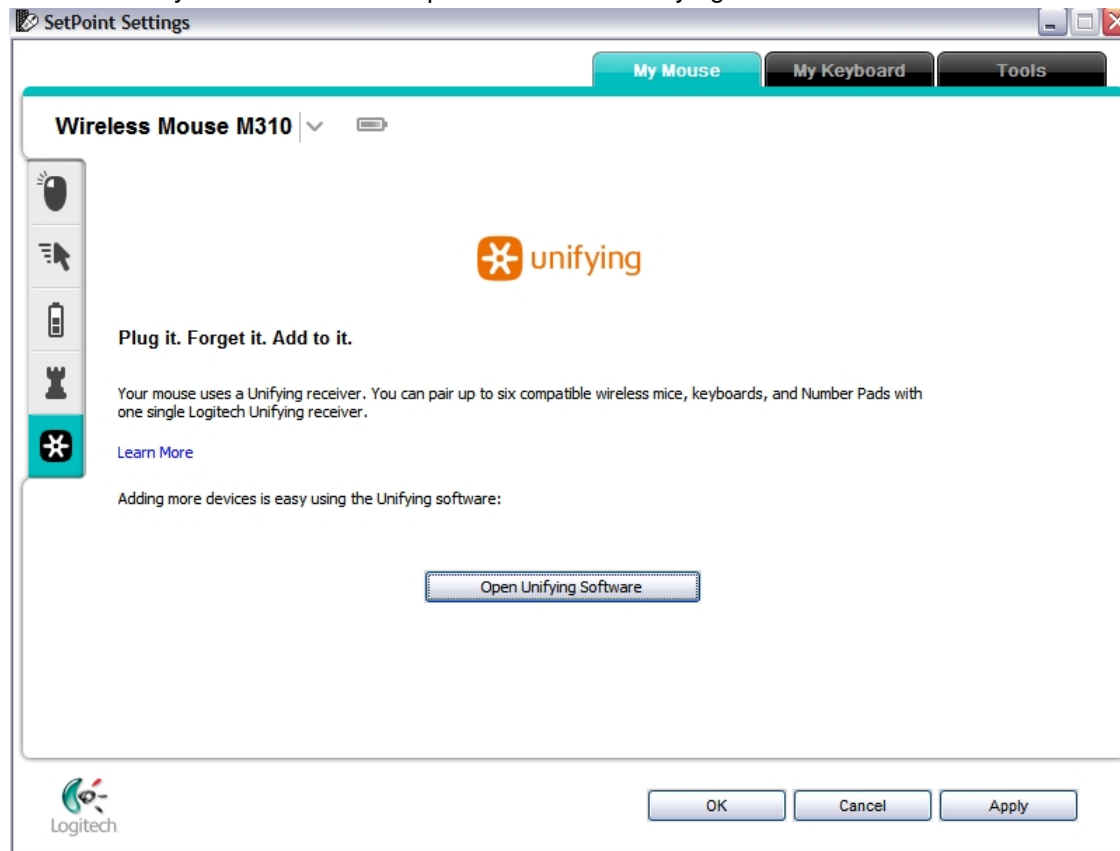 SetPoint Settings
My Mouse
My Keyboard
Tools
Wireless Mouse M310
unifying
Plug it. Forget it. Add to it.
Your mouse uses a Unifying receiver. You can pair up to six compatible wireless mice, keyboards, and Number Pads with
one single Logitech Unifying receiver.
Learn More
Adding more devices is easy using the Unifying software:
Open Unifying Software
Logitech
OK
Cancel
Apply